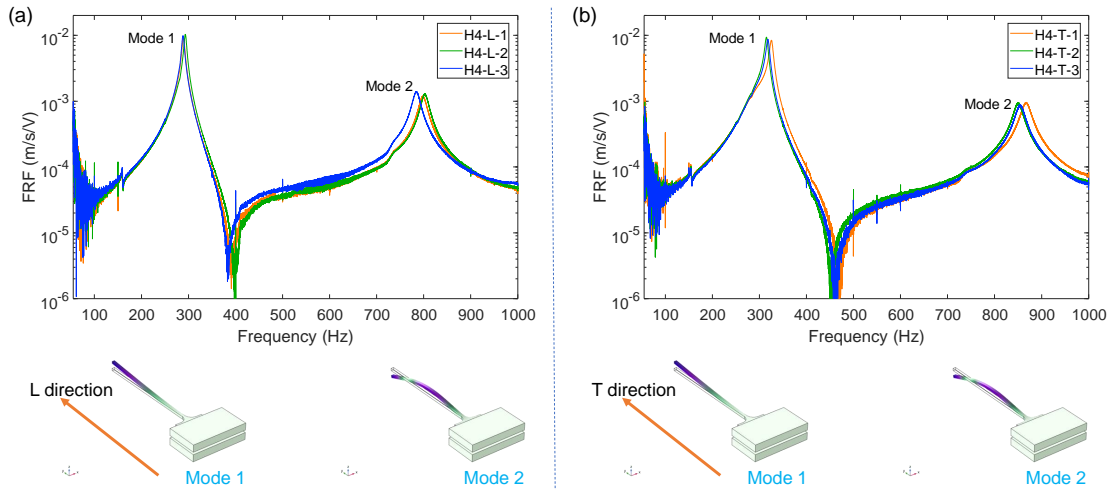 (a)
Mode 1
Mode 2
H4-L-1
H4-L-2
H4-L-3
FRF (m/s/V)
10^-2
10^-3
10^-4
10^-5
10^-6
100 200 300 400 500 600 700 800 900 1000
Frequency (Hz)
L direction
Mode 1
Mode 2
(b)
Mode 1
Mode 2
H4-T-1
H4-T-2
H4-T-3
FRF (m/s/V)
10^-2
10^-3
10^-4
10^-5
10^-6
100 200 300 400 500 600 700 800 900 1000
Frequency (Hz)
T direction
Mode 1
Mode 2